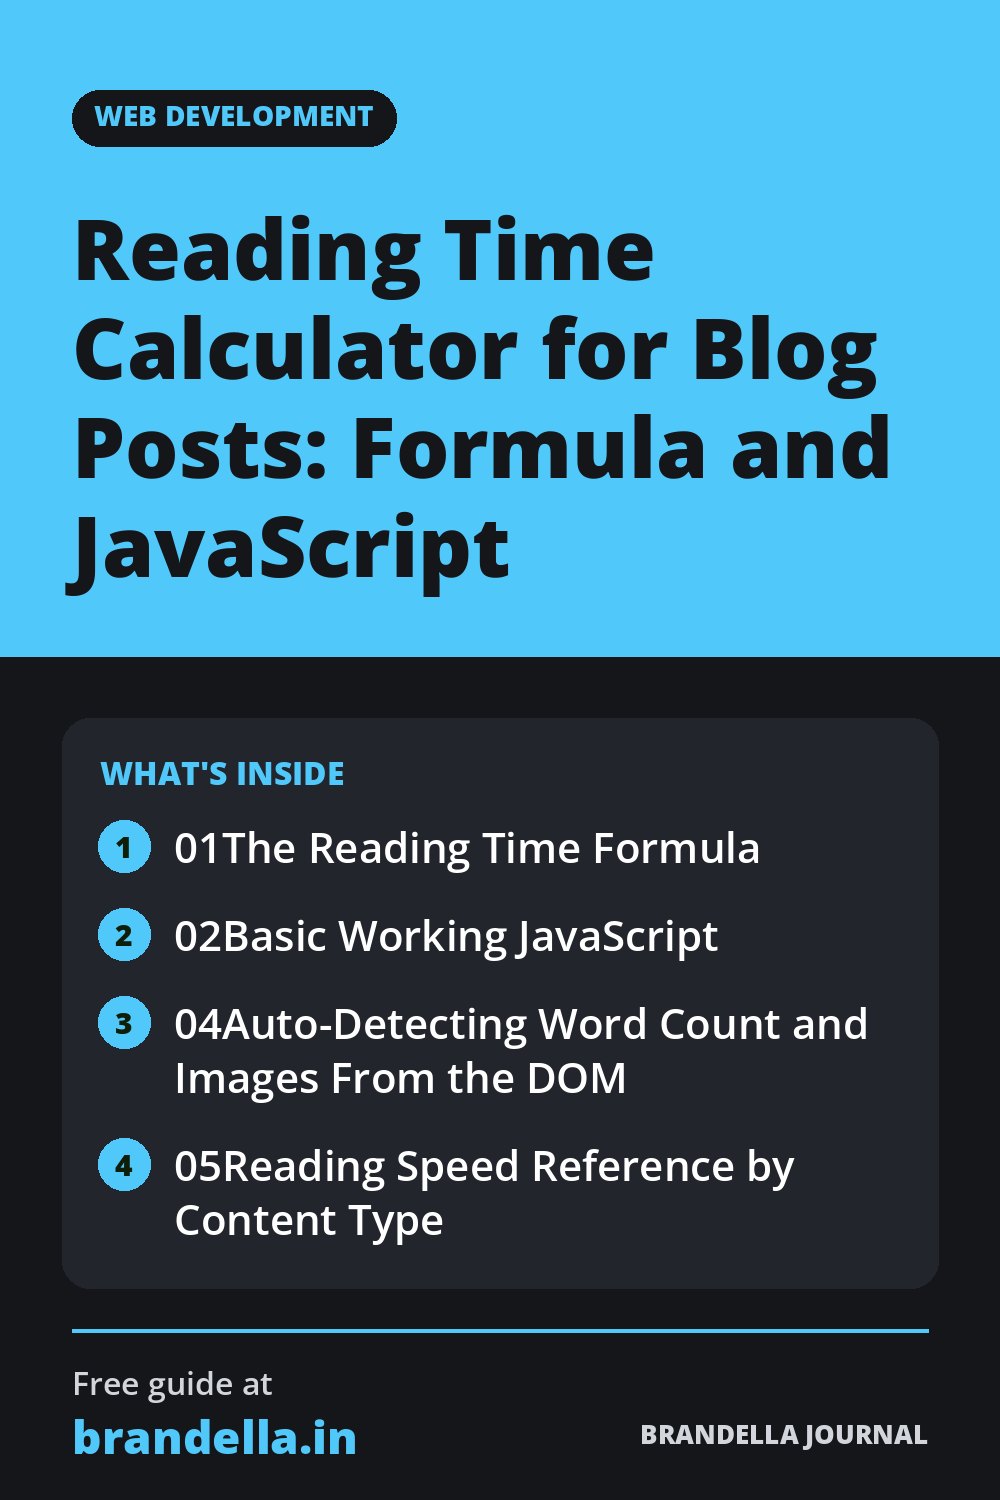 WEB DEVELOPMENT
Reading Time
Calculator for Blog
Posts: Formula and
JavaScript
WHAT'S INSIDE
1 01The Reading Time Formula
2 02Basic Working JavaScript
3 04Auto-Detecting Word Count and
Images From the DOM
4 05Reading Speed Reference by
Content Type
Free guide at
brandella.in
BRANDELLA JOURNAL